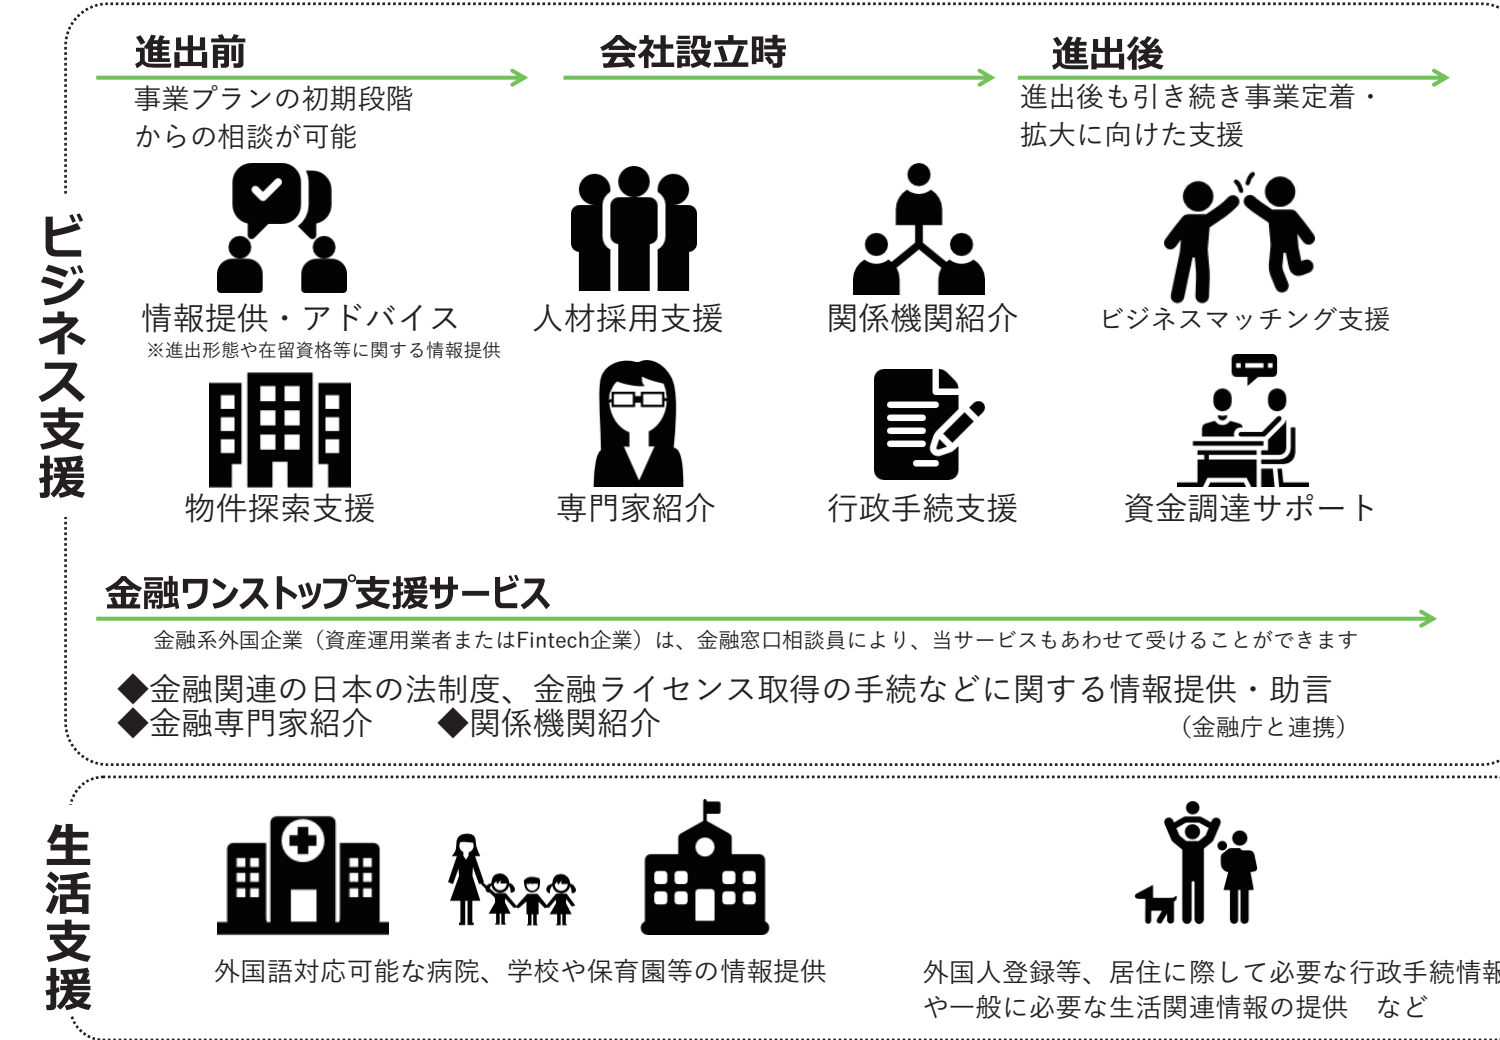 ビジネス支援
進出前
事業プランの初期段階
からの相談が可能
会社設立時
進出後
進出後も引き続き事業定着・
拡大に向けた支援
情報提供・アドバイス
※進出形態や在留資格等に関する情報提供
人材採用支援
関係機関紹介
ビジネスマッチング支援
物件探索支援
専門家紹介
行政手続支援
資金調達サポート
金融ワンストップ支援サービス
金融系外国企業（資産運用業者またはFintech企業）は、金融窓口相談員により、当サービスもあわせて受けることができます
◆金融関連の日本の法制度、金融ライセンス取得の手続などに関する情報提供・助言
◆金融専門家紹介　　◆関係機関紹介
（金融庁と連携）
生活支援
外国語対応可能な病院、学校や保育園等の情報提供
外国人登録等、居住に際して必要な行政手続情報
や一般に必要な生活関連情報の提供　など